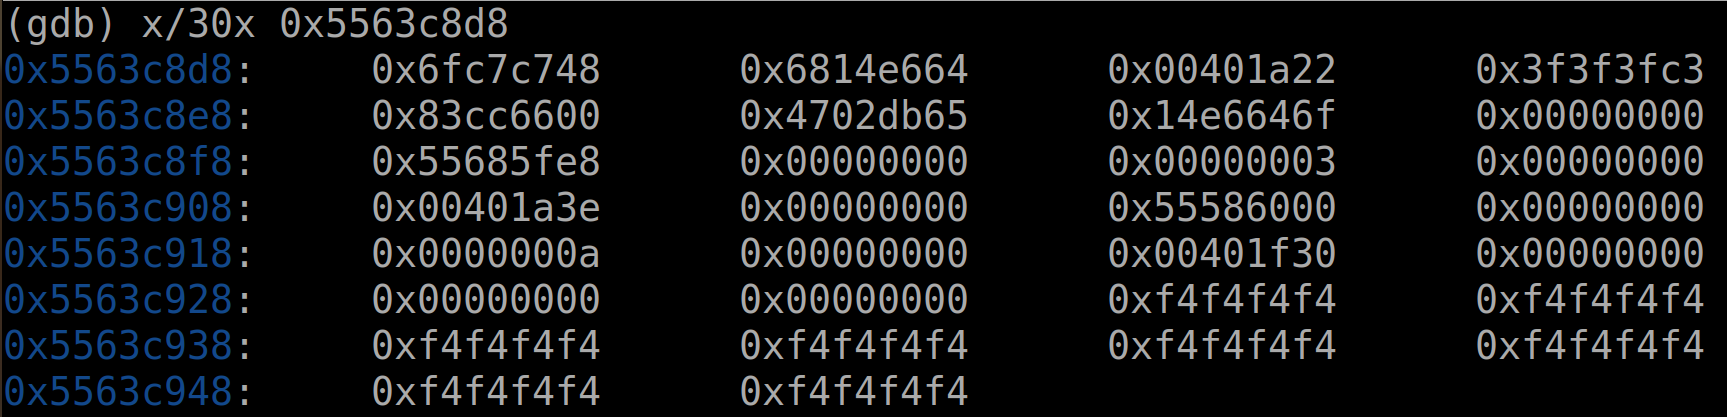 (gdb) x/30x 0x5563c8d8
0x5563c8d8: 0x6fc7c748 0x6814e664 0x00401a22 0x3f3f3fc3
0x5563c8e8: 0x83cc6600 0x4702db65 0x14e6646f 0x00000000
0x5563c8f8: 0x55685fe8 0x00000000 0x00000003 0x00000000
0x5563c908: 0x00401a3e 0x00000000 0x55586000 0x00000000
0x5563c918: 0x0000000a 0x00000000 0x00401f30 0x00000000
0x5563c928: 0x00000000 0x00000000 0xf4f4f4f4 0xf4f4f4f4
0x5563c938: 0xf4f4f4f4 0xf4f4f4f4 0xf4f4f4f4 0xf4f4f4f4
0x5563c948: 0xf4f4f4f4 0xf4f4f4f4